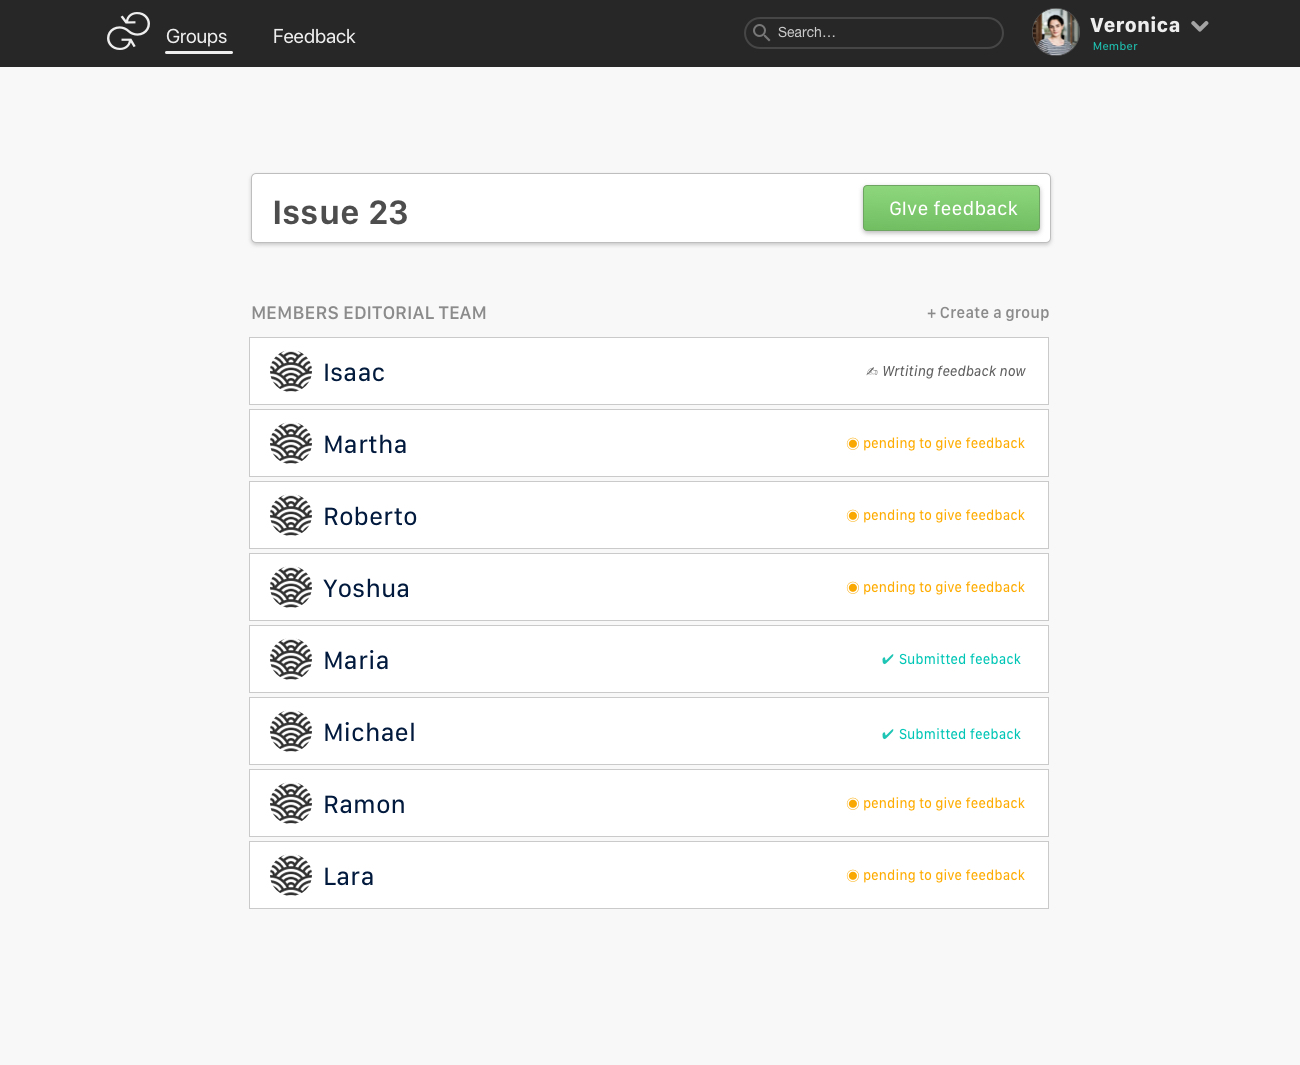 Groups
Feedback
Search...
Veronica
Member
Issue 23
GIve feedback
MEMBERS EDITORIAL TEAM
+ Create a group
Isaac
✍ Wrtiting feedback now
Martha
◉ pending to give feedback
Roberto
◉ pending to give feedback
Yoshua
◉ pending to give feedback
Maria
✔ Submitted feeback
Michael
✔ Submitted feeback
Ramon
◉ pending to give feedback
Lara
◉ pending to give feedback